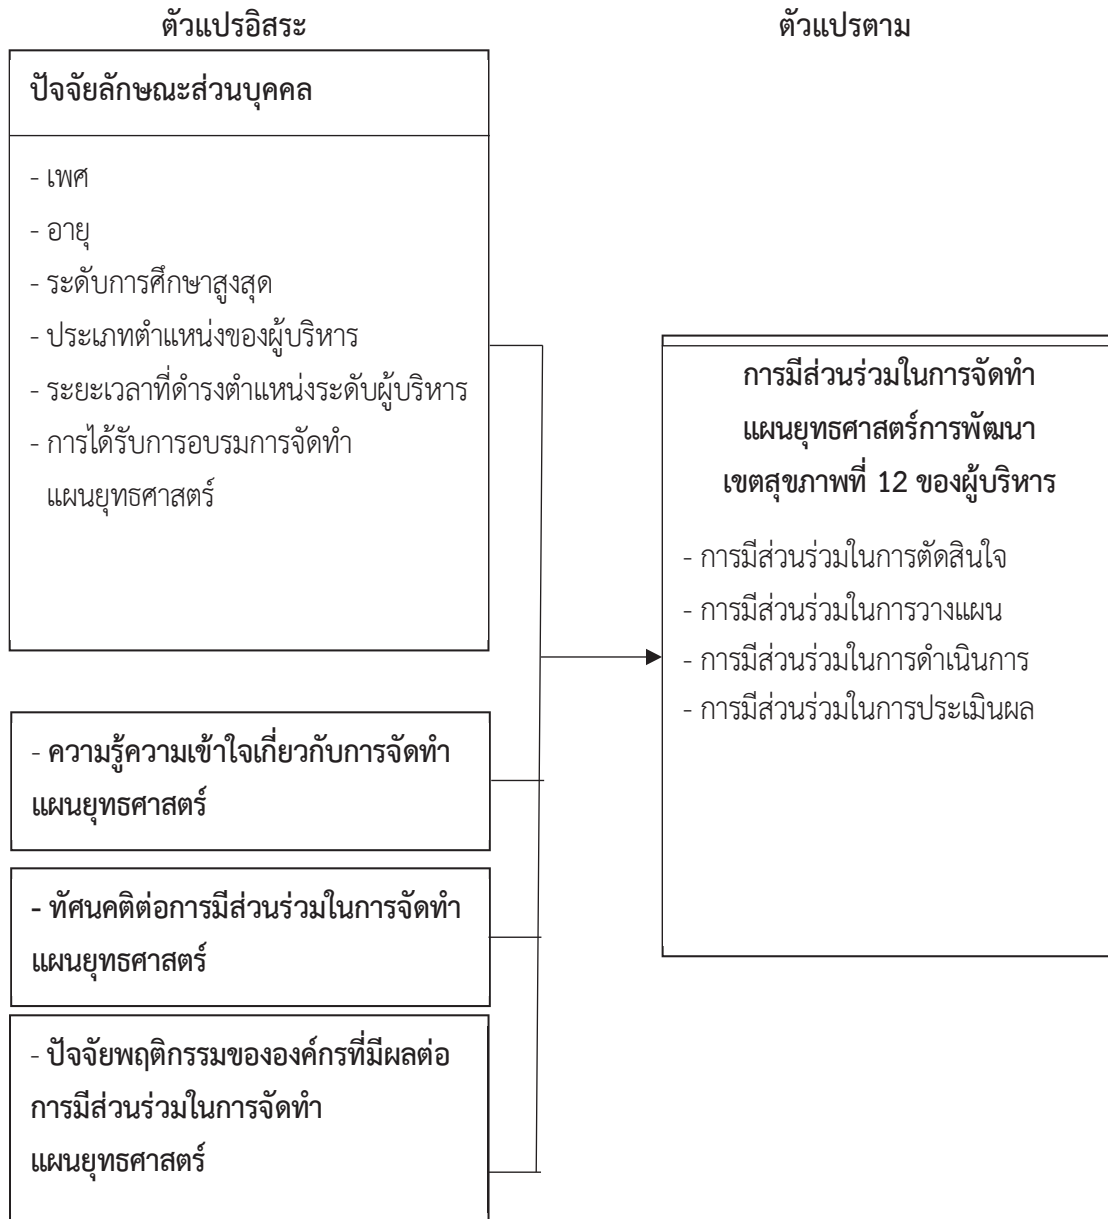 ตัวแปรอิสระ
ตัวแปรตาม
ปัจจัยลักษณะส่วนบุคคล
- เพศ
- อายุ
- ระดับการศึกษาสูงสุด
- ประเภทตำแหน่งของผู้บริหาร
- ระยะเวลาที่ดำรงตำแหน่งระดับผู้บริหาร
- การได้รับการอบรมการจัดทำ
แผนยุทธศาสตร์
- ความรู้ความเข้าใจเกี่ยวกับการจัดทำ
แผนยุทธศาสตร์
- ทัศนคติต่อการมีส่วนร่วมในการจัดทำ
แผนยุทธศาสตร์
- ปัจจัยพฤติกรรมขององค์กรที่มีผลต่อ
การมีส่วนร่วมในการจัดทำ
แผนยุทธศาสตร์
การมีส่วนร่วมในการจัดทำ
แผนยุทธศาสตร์การพัฒนา
เขตสุขภาพที่ 12 ของผู้บริหาร
- การมีส่วนร่วมในการตัดสินใจ
- การมีส่วนร่วมในการวางแผน
- การมีส่วนร่วมในการดำเนินการ
- การมีส่วนร่วมในการประเมินผล